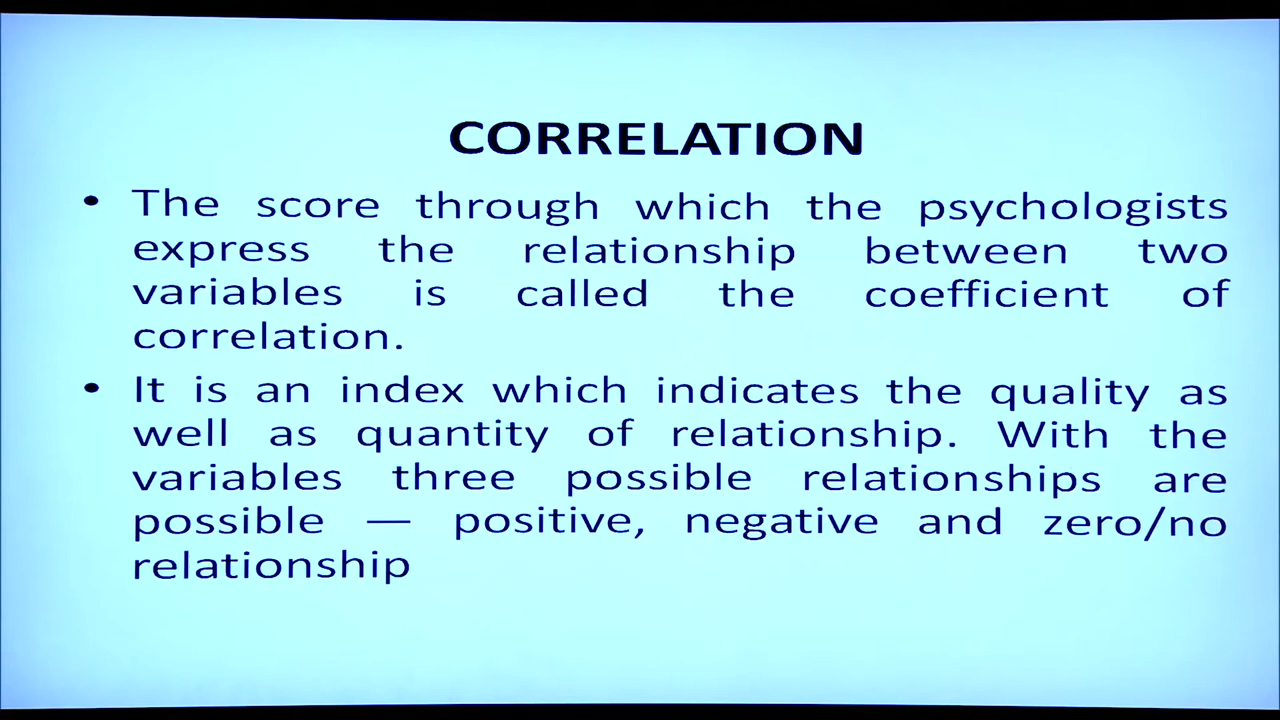 CORRELATION
• The score through which the psychologists
express the relationship between two
variables is called the coefficient of
correlation.
• It is an index which indicates the quality as
well as quantity of relationship. With the
variables three possible relationships are
possible — positive, negative and zero/no
relationship